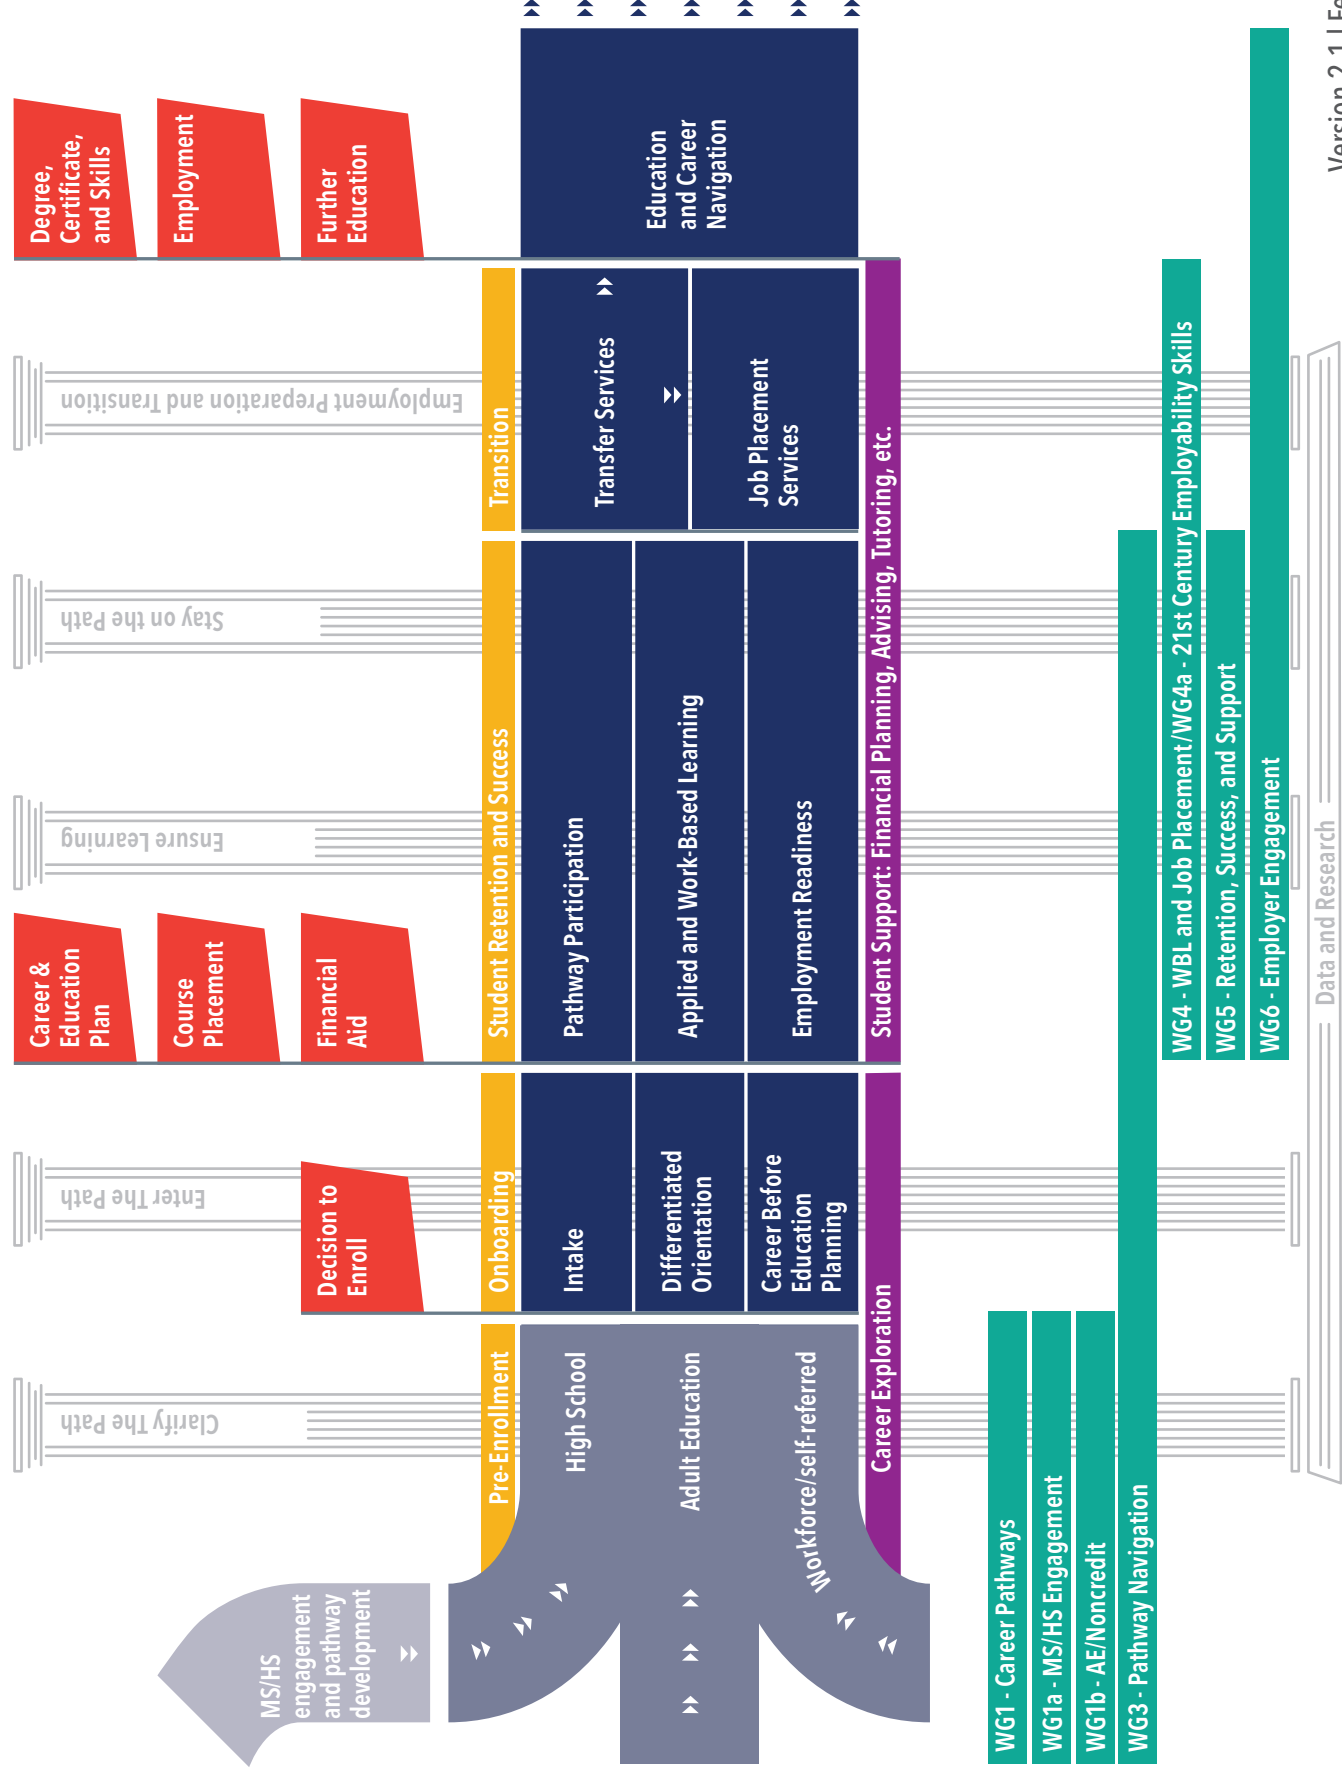 MS/HS
engagement
and pathway
development
Clarify The Path
Enter The Path
Ensure Learning
Stay on the Path
Employment Preparation and Transition
Decision to
Enroll
Career &
Education
Plan
Course
Placement
Financial
Aid
Degree,
Certificate,
and Skills
Employment
Further
Education
Pre-Enrollment
Onboarding
Student Retention and Success
Transition
High School
Adult Education
Workforce/self-referred
Intake
Differentiated
Orientation
Career Before
Education
Planning
Pathway Participation
Applied and Work-Based Learning
Employment Readiness
Transfer Services
Job Placement
Services
Education
and Career
Navigation
Career Exploration
Student Support: Financial Planning, Advising, Tutoring, etc.
WG1 - Career Pathways
WG1a - MS/HS Engagement
WG1b - AE/Noncredit
WG3 - Pathway Navigation
WG4 - WBL and Job Placement/WG4a - 21st Century Employability Skills
WG5 - Retention, Success, and Support
WG6 - Employer Engagement
Data and Research
Version 2.1 |